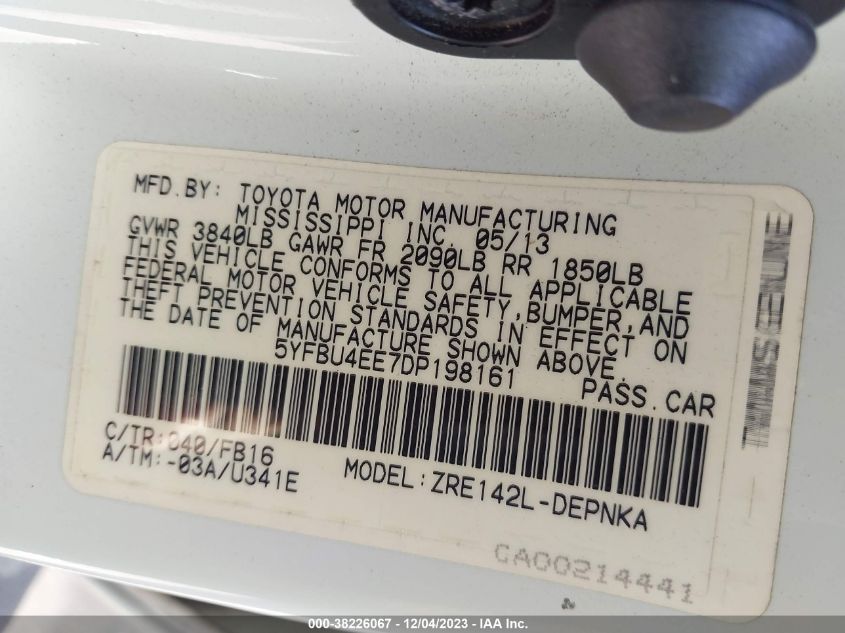 MFD.BY: TOYOTA MOTOR MANUFACTURING
MISSISSIPPI INC. 05/13
GVWR 3840LB GAWR FR 2090LB RR 1850LB
THIS VEHICLE CONFORMS TO ALL APPLICABLE
FEDERAL MOTOR VEHICLE SAFETY,BUMPER,AND
THEFT PREVENTION STANDARDS IN EFFECT ON
THE DATE OF MANUFACTURE SHOWN ABOVE.
5YFBU4EE7DP198161
PASS.CAR
C/TR:040/FB16
A/TM:-03A/U341E
MODEL:ZRE142L-DEPNKA
CA00214441
000-38226067 - 12/04/2023 - IAA Inc.